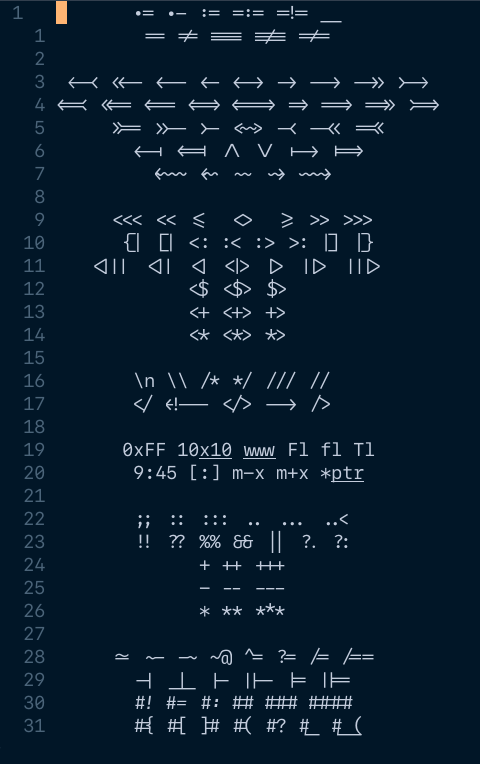 1 .= .- := =:= =!= __
1 == != === !== =/=
2
3 <-< <<- <-- <- <-> -> --> ->> >->
4 <=< <<= <== <=> <==> => ==> =>> >=>
5 >>= >>- >- <~> -< -<< =<<
6 <-| <=| /\ \/ |-> |=>
7 <~~ <~ ~~ ~> ~~>
8
9 <<< << <= <> >= >> >>>
10 {| [| <: :< :> >: |] |}
11 <||| <|| <| <|> |> ||> |||>
12 <$ <$> $>
13 <+ <+> +>
14 <* <*> *>
15
16 \n \\ /* */ /// //
17 </ <!-- </> --> />
18
19 0xFF 10x10 www Fl fl Tl
20 9:45 [:] m-x m+x *ptr
21
22 ;; :: ::: .. ... ..<
23 !! ?? %% && || ?. ?:
24 + ++ +++
25 - -- ---
26 * ** ***
27
28 ~= ~- -~ ~@ ^= ?= /= /==
29 -| _|_ |- ||- |= ||=
30 #! #= #: ## ### ####
31 #{ #[ ]# #( #? #_ #_(